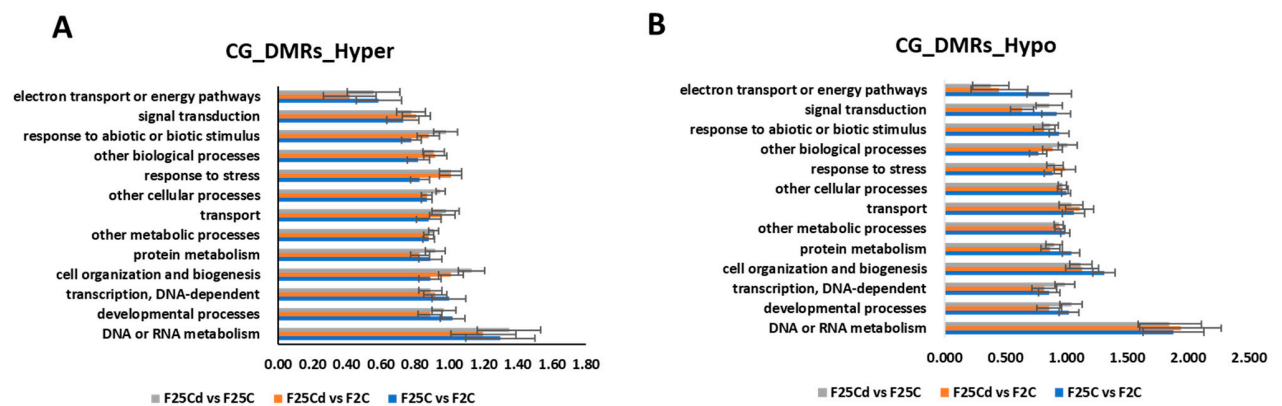 A
CG_DMRs_Hyper
electron transport or energy pathways
signal transduction
response to abiotic or biotic stimulus
other biological processes
response to stress
other cellular processes
transport
other metabolic processes
protein metabolism
cell organization and biogenesis
transcription, DNA-dependent
developmental processes
DNA or RNA metabolism
0.00 0.20 0.40 0.60 0.80 1.00 1.20 1.40 1.60 1.80
F25Cd vs F25C F25Cd vs F2C F25C vs F2C
B
CG_DMRs_Hypo
electron transport or energy pathways
signal transduction
response to abiotic or biotic stimulus
other biological processes
response to stress
other cellular processes
transport
other metabolic processes
protein metabolism
cell organization and biogenesis
transcription, DNA-dependent
developmental processes
DNA or RNA metabolism
0.000 0.500 1.000 1.500 2.000 2.500
F25Cd vs F25C F25Cd vs F2C F25C vs F2C